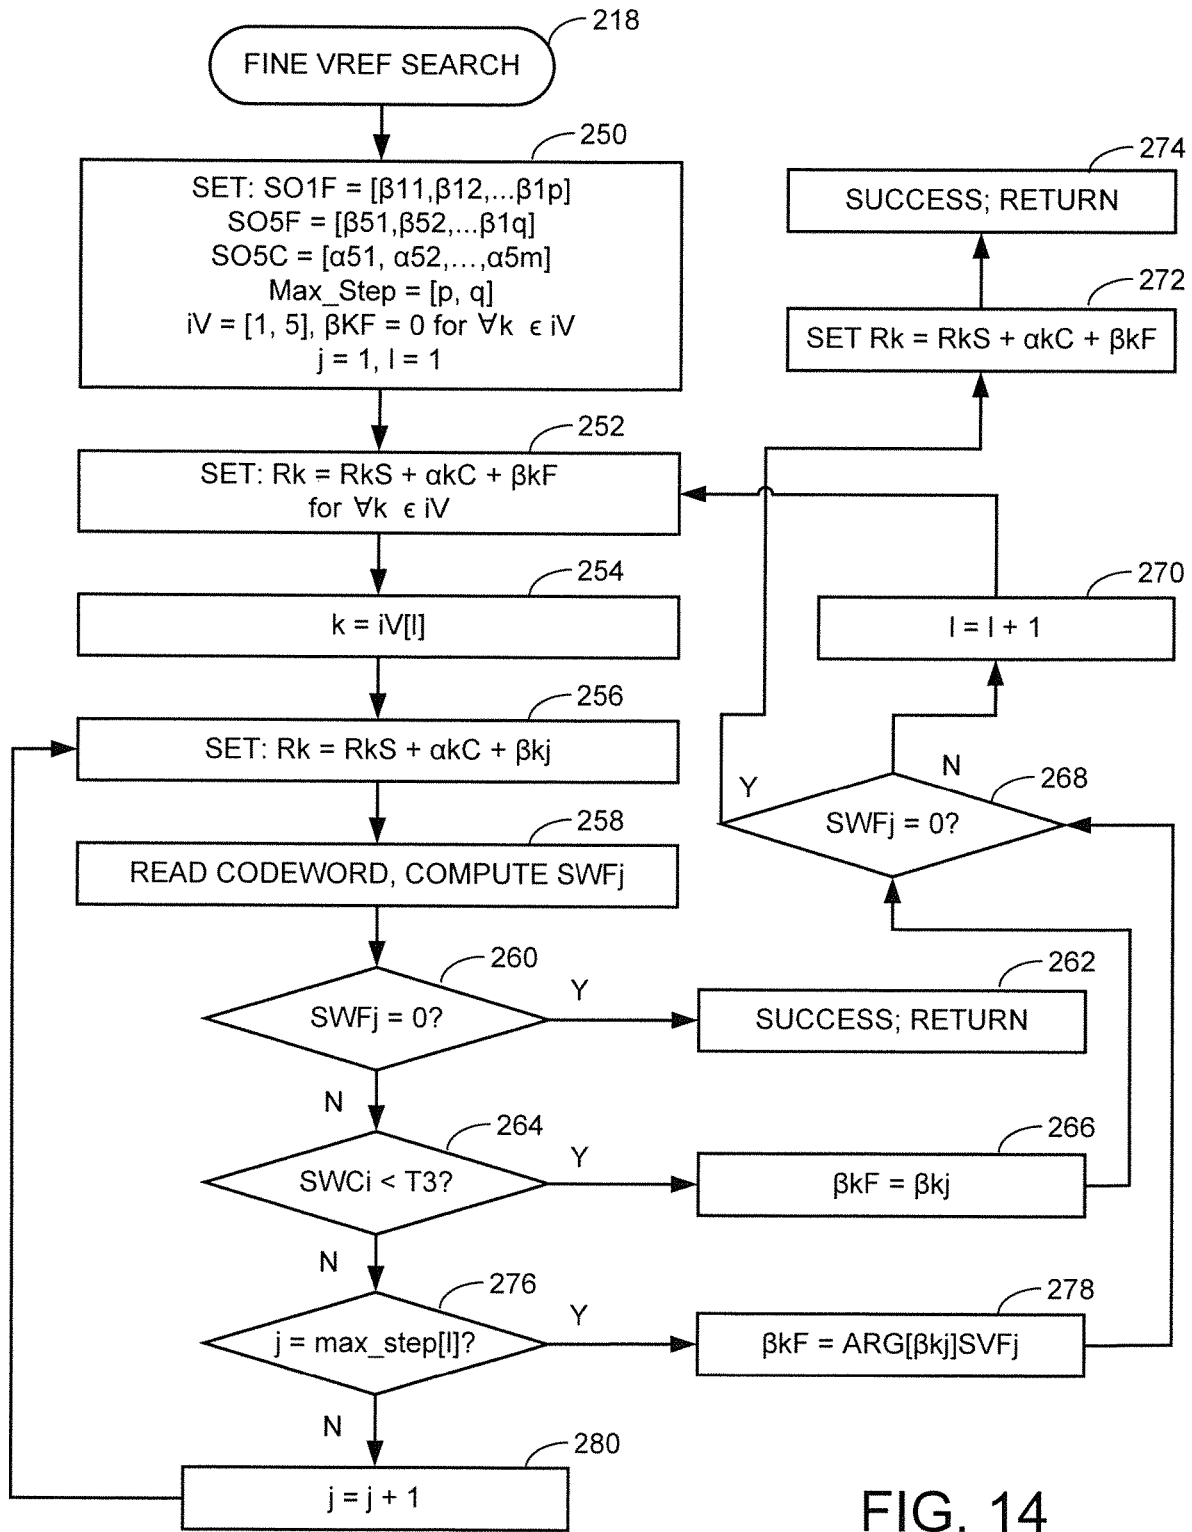 218
FINE VREF SEARCH
250
SET: SO1F = [β11,β12,...β1p]
SO5F = [β51,β52,...β1q]
SO5C = [α51, α52,...,α5m]
Max_Step = [p, q]
iV = [1, 5], βKF = 0 for ∀k ϵ iV
j = 1, l = 1
252
SET: Rk = RkS + αkC + βkF
for ∀k ϵ iV
254
k = iV[l]
256
SET: Rk = RkS + αkC + βkj
258
READ CODEWORD, COMPUTE SWFj
260
SWFj = 0?
Y
N
262
SUCCESS; RETURN
264
SWCi < T3?
Y
N
266
βkF = βkj
276
j = max_step[l]?
Y
N
278
βkF = ARG[βkj]SVFj
280
j = j + 1
268
SWFj = 0?
Y
N
270
l = l + 1
272
SET Rk = RkS + αkC + βkF
274
SUCCESS; RETURN
FIG. 14